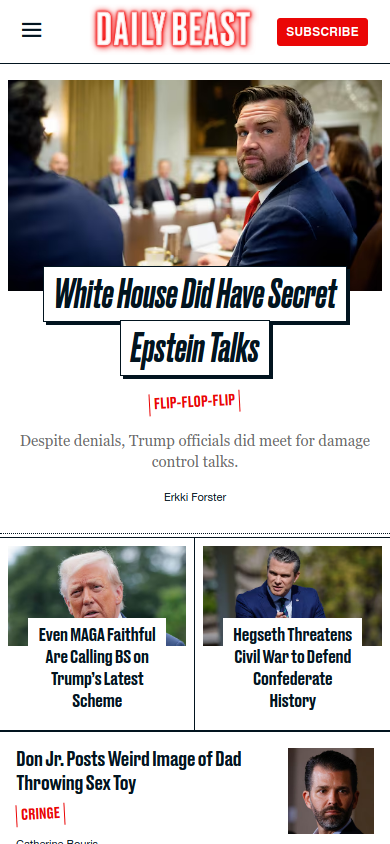 DAILY BEAST
SUBSCRIBE
White House Did Have Secret
Epstein Talks
FLIP-FLOP-FLIP
Despite denials, Trump officials did meet for damage
control talks.
Erkki Forster
Even MAGA Faithful
Are Calling BS on
Trump's Latest
Scheme
Hegseth Threatens
Civil War to Defend
Confederate
History
Don Jr. Posts Weird Image of Dad
Throwing Sex Toy
CRINGE